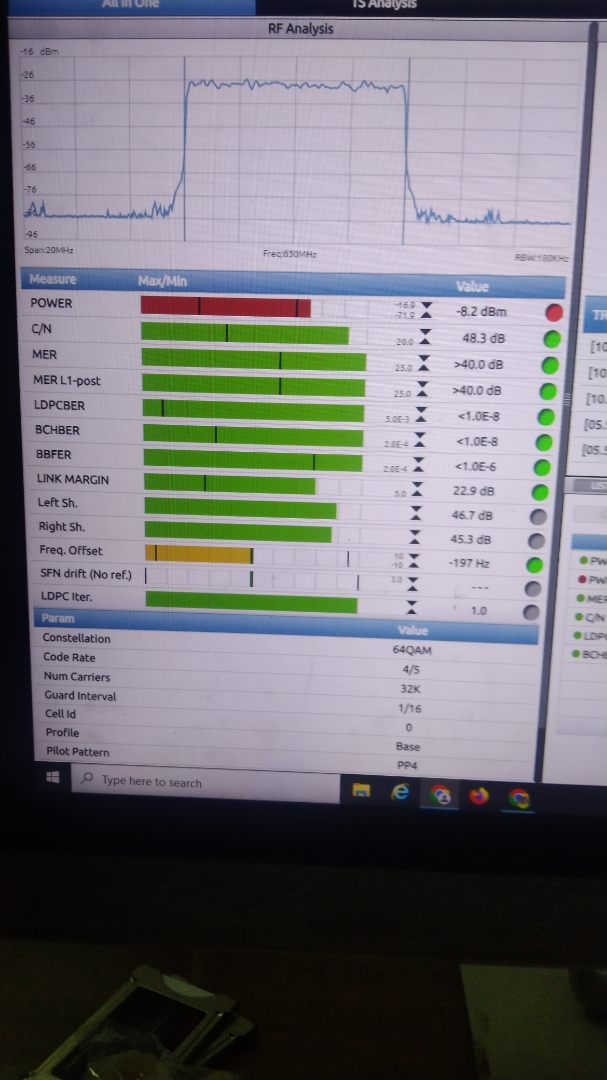 All in One
TS Analysis
RF Analysis
-16 dBm
-26
-36
-46
-56
-66
-76
-96
Span:20MHz Freq:650MHz RBW:180KHz
Measure Max/Min Value
POWER -16.9 -71.9 -8.2 dBm
C/N 20.0 48.3 dB
MER 25.0 >40.0 dB
MER L1-post 25.0 >40.0 dB
LDPCBER 5.0E-3 <1.0E-8
BCHBER 2.0E-4 <1.0E-8
BBFER 2.0E-4 <1.0E-6
LINK MARGIN 5.0 22.9 dB
Left Sh. 46.7 dB
Right Sh. 45.3 dB
Freq. Offset 10 -10 -197 Hz
SFN drift (No ref.) 3.0 ---
LDPC Iter. 1.0
Param Value
Constellation 64QAM
Code Rate 4/5
Num Carriers 32K
Guard Interval 1/16
Cell Id 0
Profile Base
Pilot Pattern PP4
Type here to search
TR
[10
[10
[10.
[05.
[05.
LIST
PW
PW
MER
C/N
LDP
BCHB